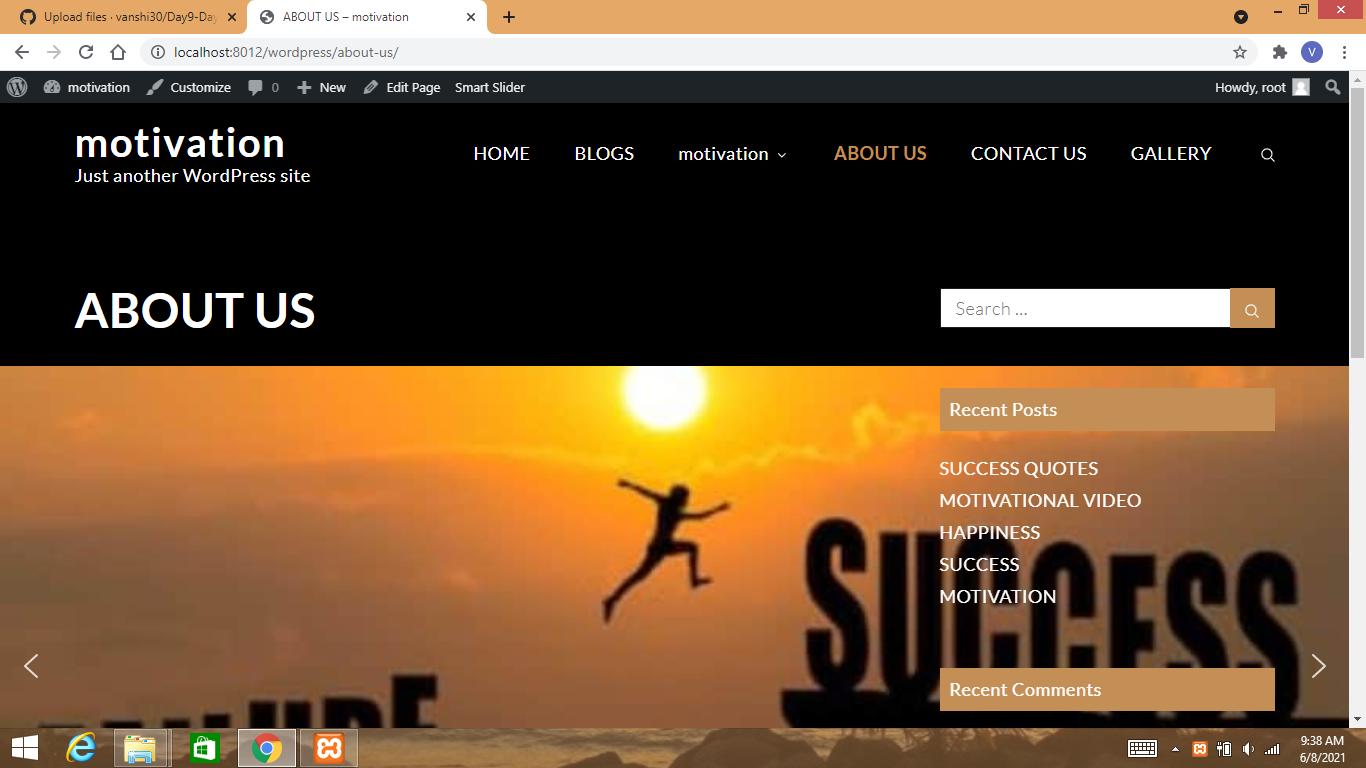 Upload files · vanshi30/Day9-Day
ABOUT US – motivation
localhost:8012/wordpress/about-us/
V
motivation
Customize
0
New
Edit Page
Smart Slider
Howdy, root
motivation
Just another WordPress site
HOME
BLOGS
motivation
ABOUT US
CONTACT US
GALLERY
ABOUT US
Search ...
Recent Posts
SUCCESS QUOTES
MOTIVATIONAL VIDEO
HAPPINESS
SUCCESS
MOTIVATION
SUCCESS
Recent Comments
9:38 AM
6/8/2021